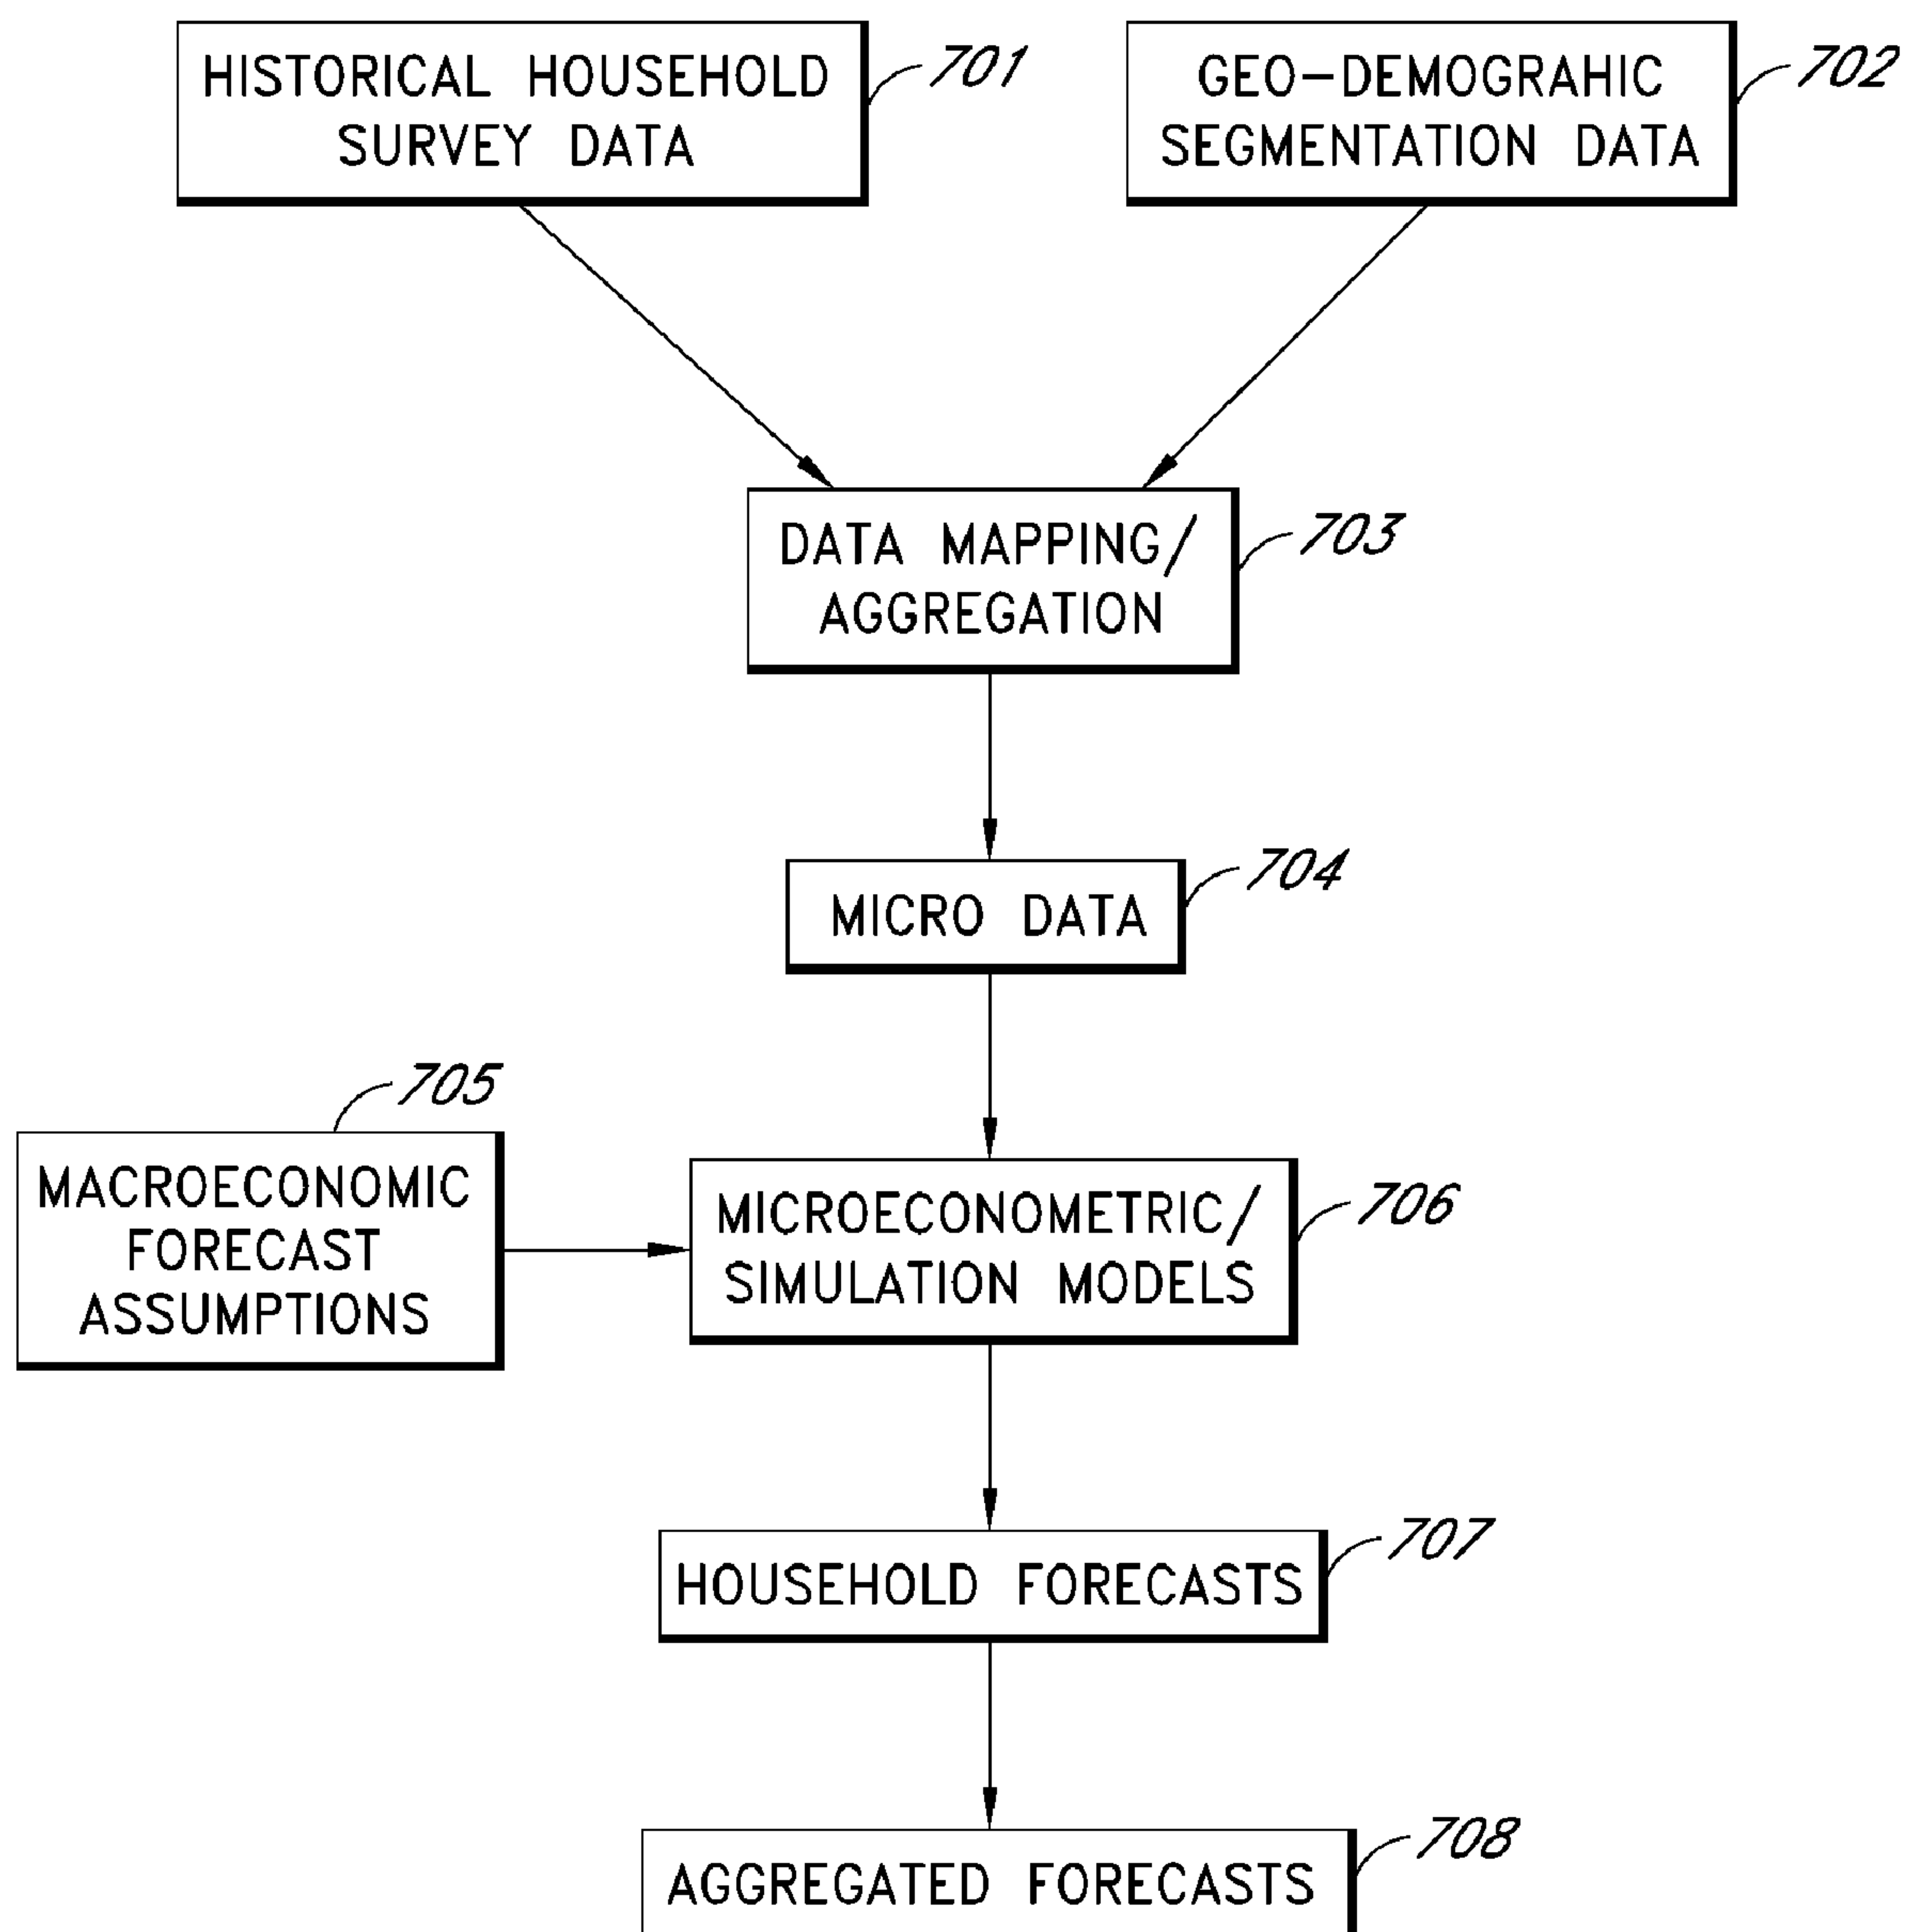 HISTORICAL HOUSEHOLD
SURVEY DATA
701
GEO-DEMOGRAHIC
SEGMENTATION DATA
702
DATA MAPPING/
AGGREGATION
703
MICRO DATA
704
705
MACROECONOMIC
FORECAST
ASSUMPTIONS
MICROECONOMETRIC/
SIMULATION MODELS
706
HOUSEHOLD FORECASTS
707
AGGREGATED FORECASTS
708